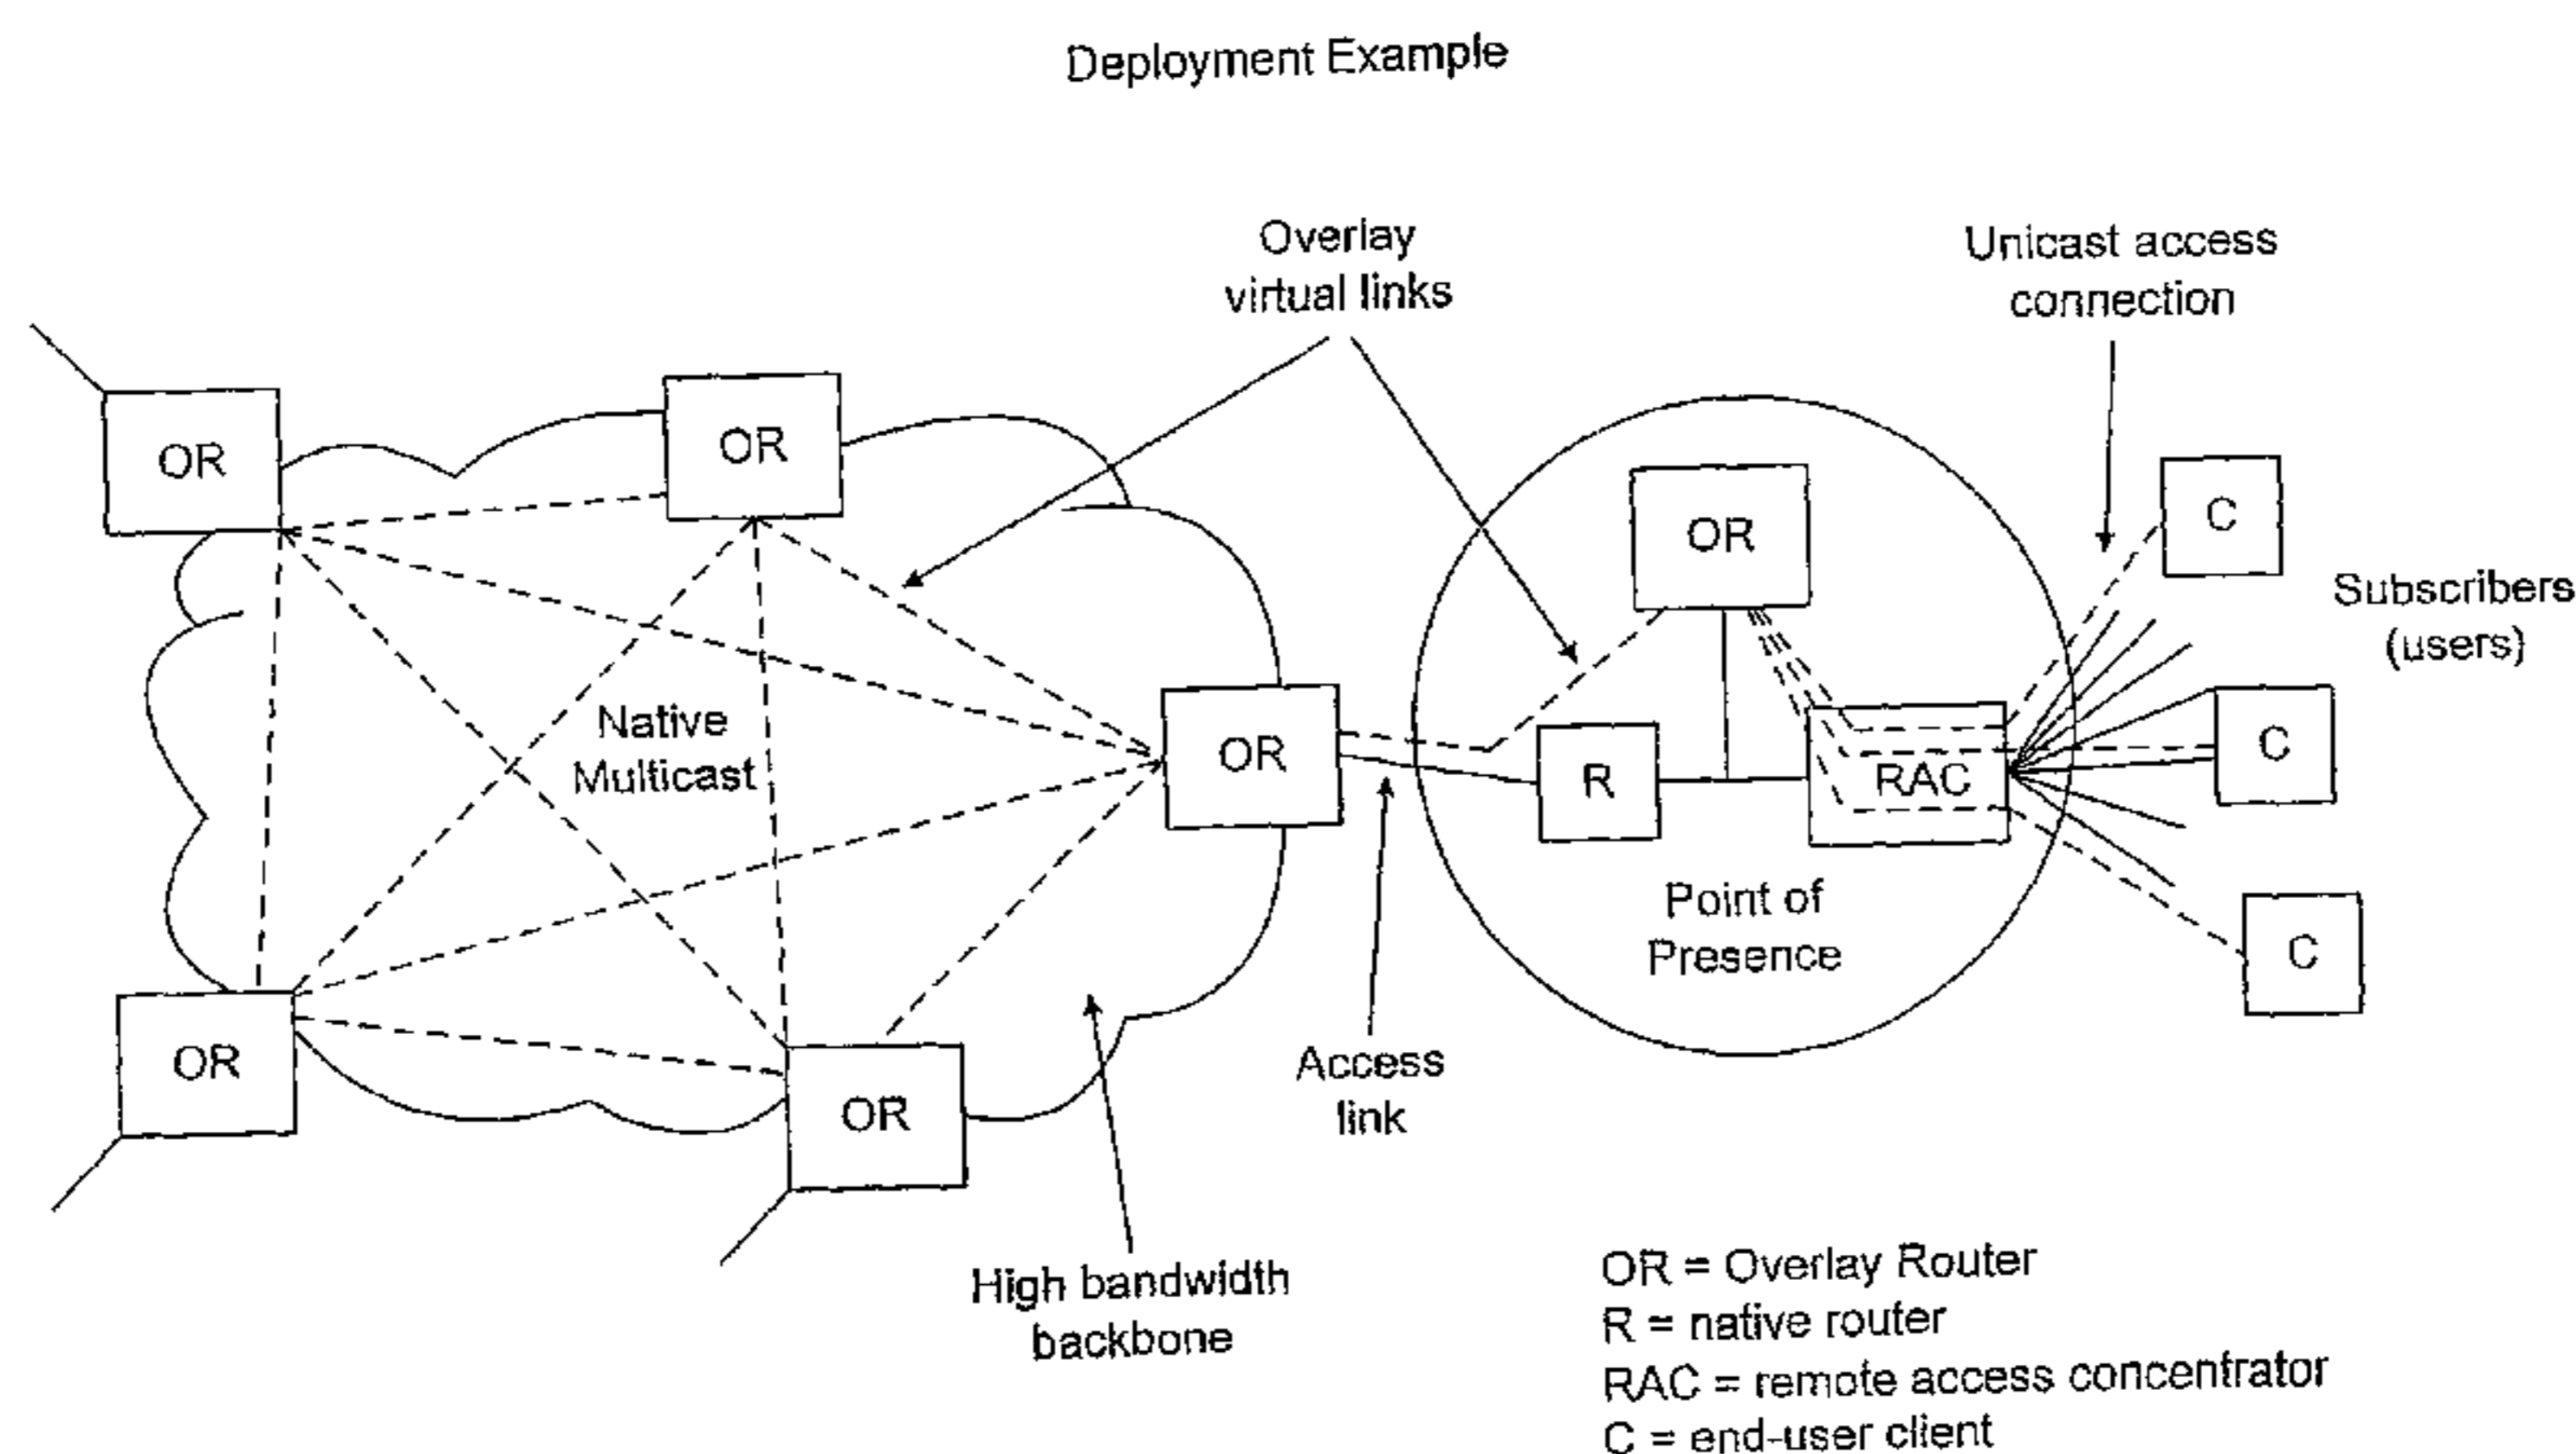 Deployment Example
Overlay
virtual links
Unicast access
connection
OR
OR
OR
C
Subscribers
(users)
Native
Multicast
OR
R
RAC
C
Point of
Presence
C
OR
OR
Access
link
High bandwidth
backbone
OR = Overlay Router
R = native router
RAC = remote access concentrator
C = end-user client